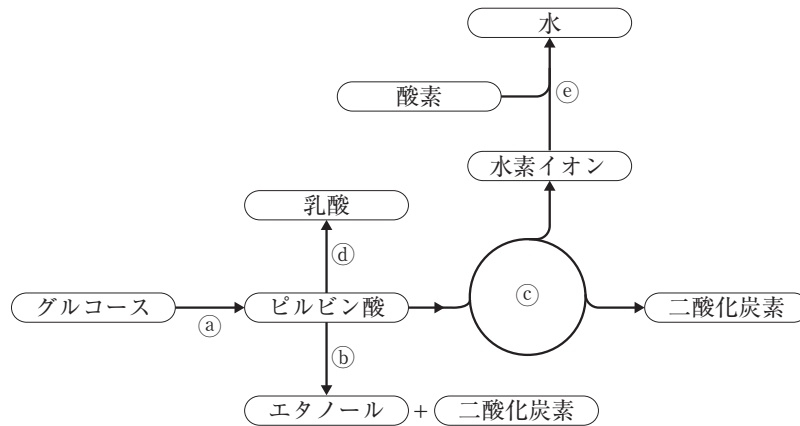 水
酸素
ⓔ
水素イオン
乳酸
ⓓ
ⓒ
グルコース
ⓐ
ピルビン酸
二酸化炭素
ⓑ
エタノール + 二酸化炭素